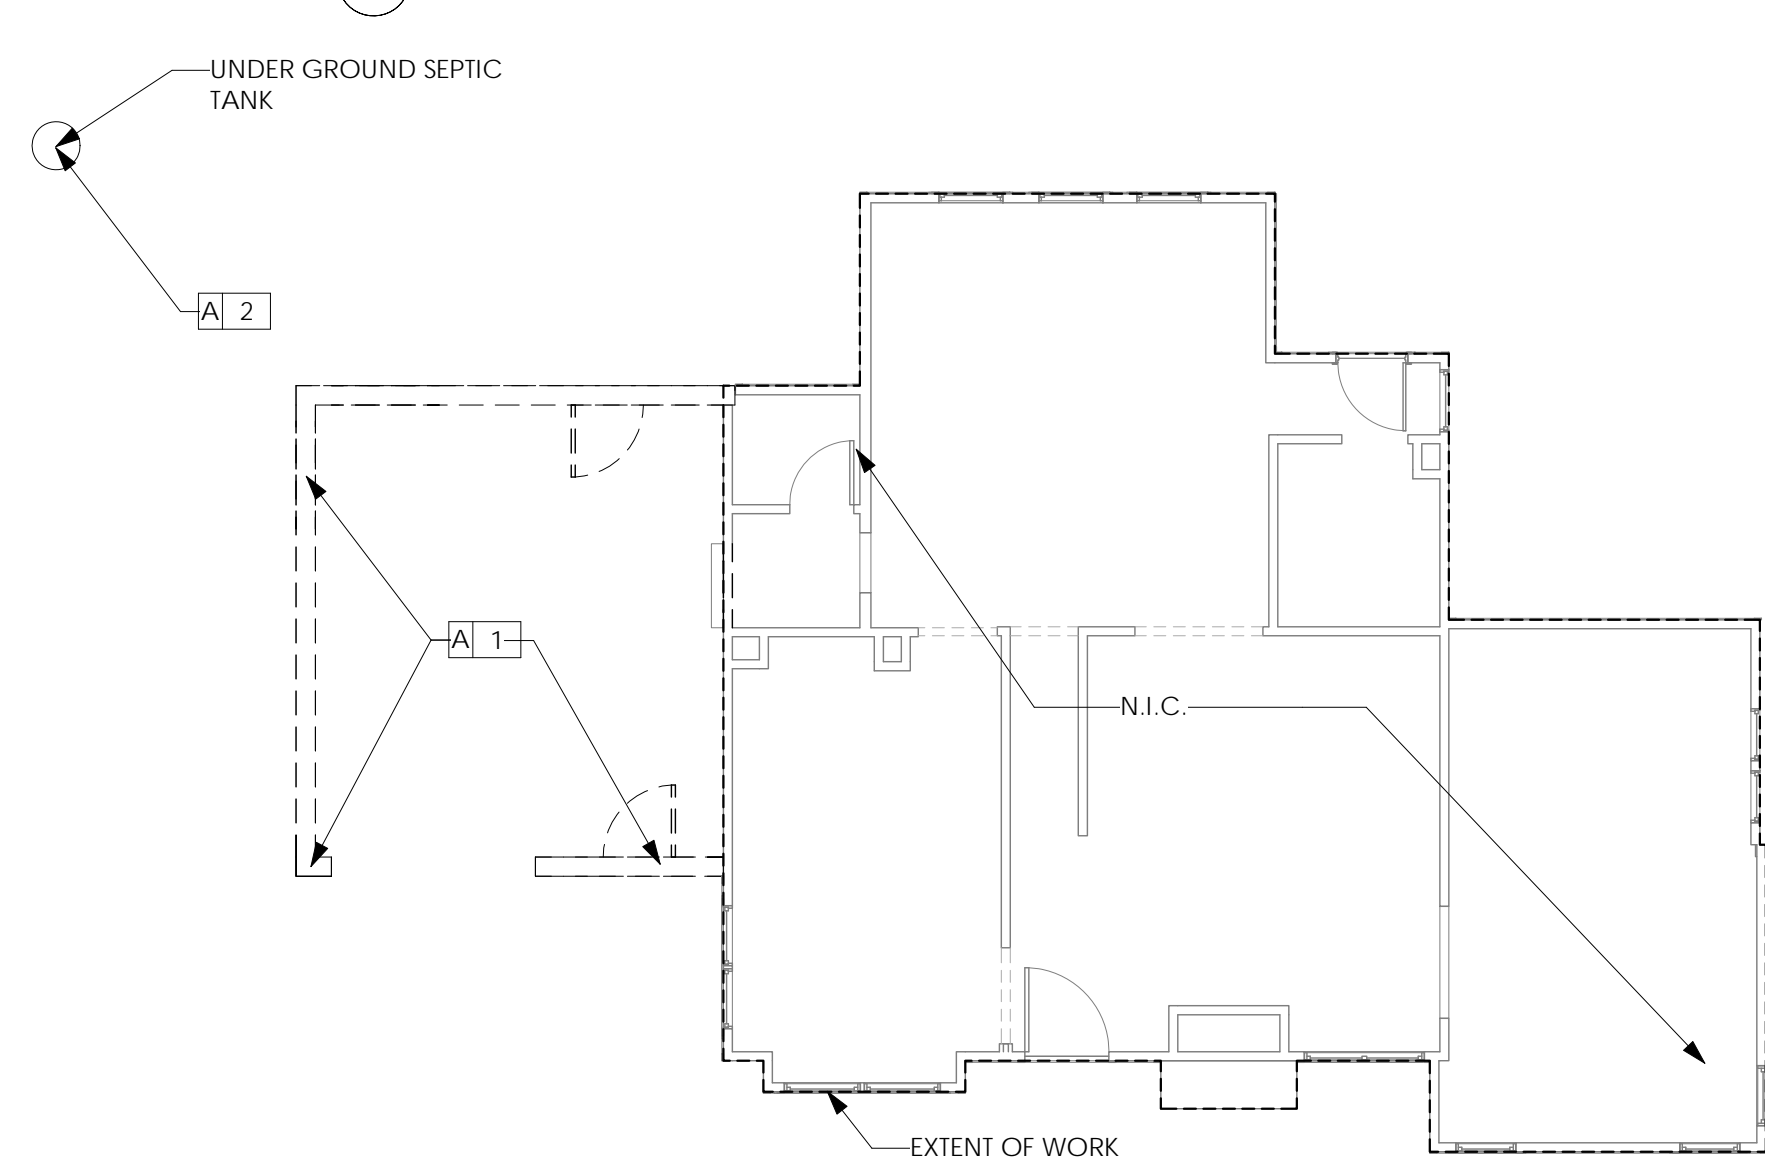 UNDER GROUND SEPTIC
TANK
A 2
A 1
N.I.C.
EXTENT OF WORK